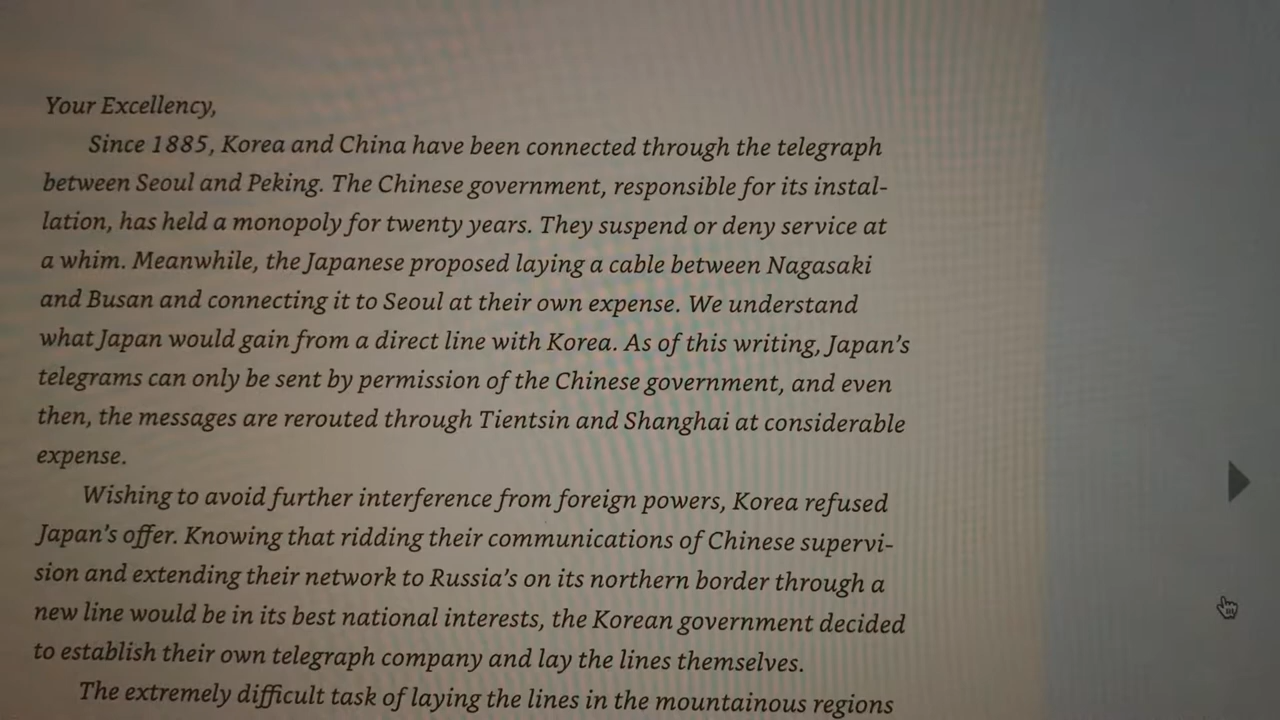 Your Excellency,
Since 1885, Korea and China have been connected through the telegraph
between Seoul and Peking. The Chinese government, responsible for its instal-
lation, has held a monopoly for twenty years. They suspend or deny service at
a whim. Meanwhile, the Japanese proposed laying a cable between Nagasaki
and Busan and connecting it to Seoul at their own expense. We understand
what Japan would gain from a direct line with Korea. As of this writing, Japan's
telegrams can only be sent by permission of the Chinese government, and even
then, the messages are rerouted through Tientsin and Shanghai at considerable
expense.
Wishing to avoid further interference from foreign powers, Korea refused
Japan's offer. Knowing that ridding their communications of Chinese supervi-
sion and extending their network to Russia's on its northern border through a
new line would be in its best national interests, the Korean government decided
to establish their own telegraph company and lay the lines themselves.
The extremely difficult task of laying the lines in the mountainous regions